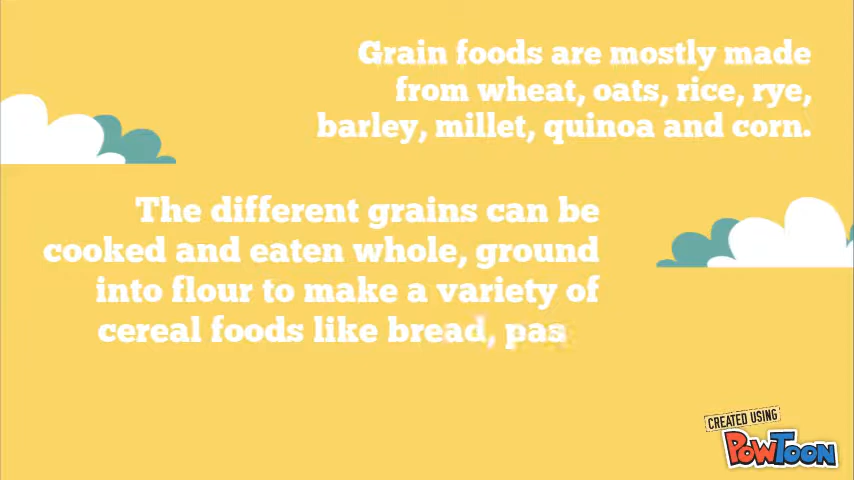 Grain foods are mostly made
from wheat, oats, rice, rye,
barley, millet, quinoa and corn.
The different grains can be
cooked and eaten whole, ground
into flour to make a variety of
cereal foods like bread, pas
CREATED USING
POWTOON